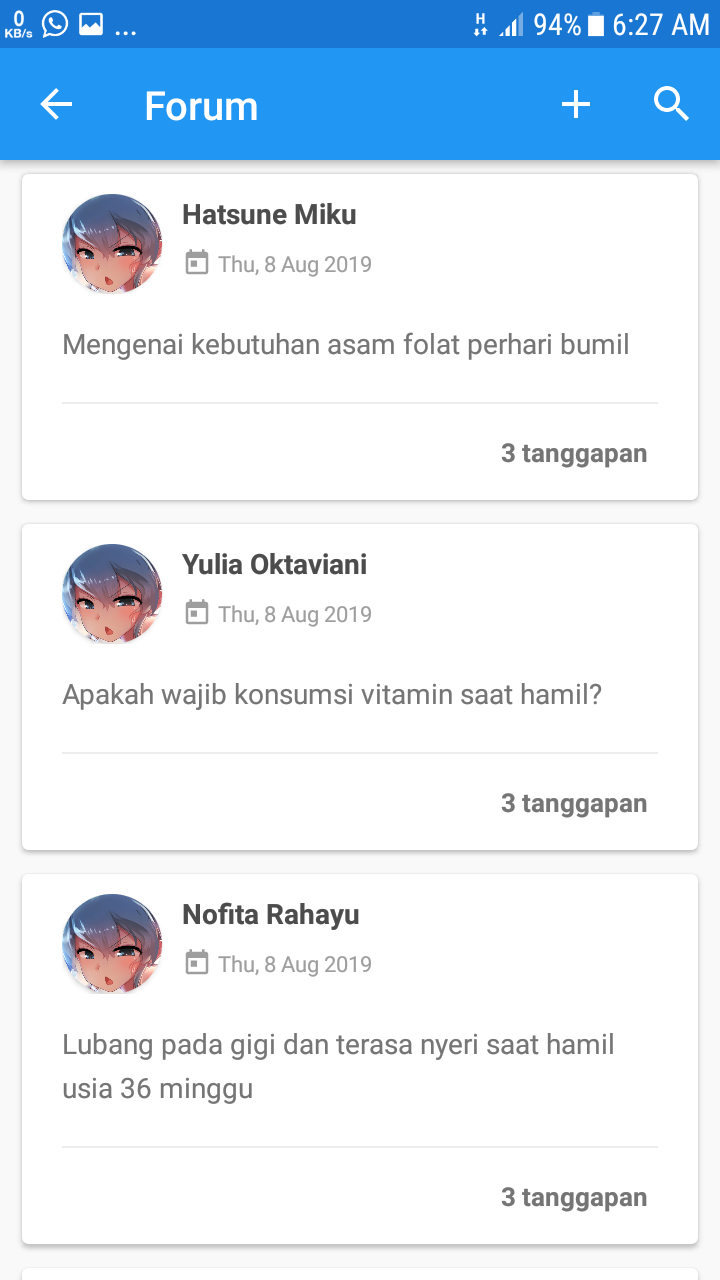 0
KB/s
...
H
94%
6:27 AM
Forum
Hatsune Miku
Thu, 8 Aug 2019
Mengenai kebutuhan asam folat perhari bumil
3 tanggapan
Yulia Oktaviani
Thu, 8 Aug 2019
Apakah wajib konsumsi vitamin saat hamil?
3 tanggapan
Nofita Rahayu
Thu, 8 Aug 2019
Lubang pada gigi dan terasa nyeri saat hamil
usia 36 minggu
3 tanggapan